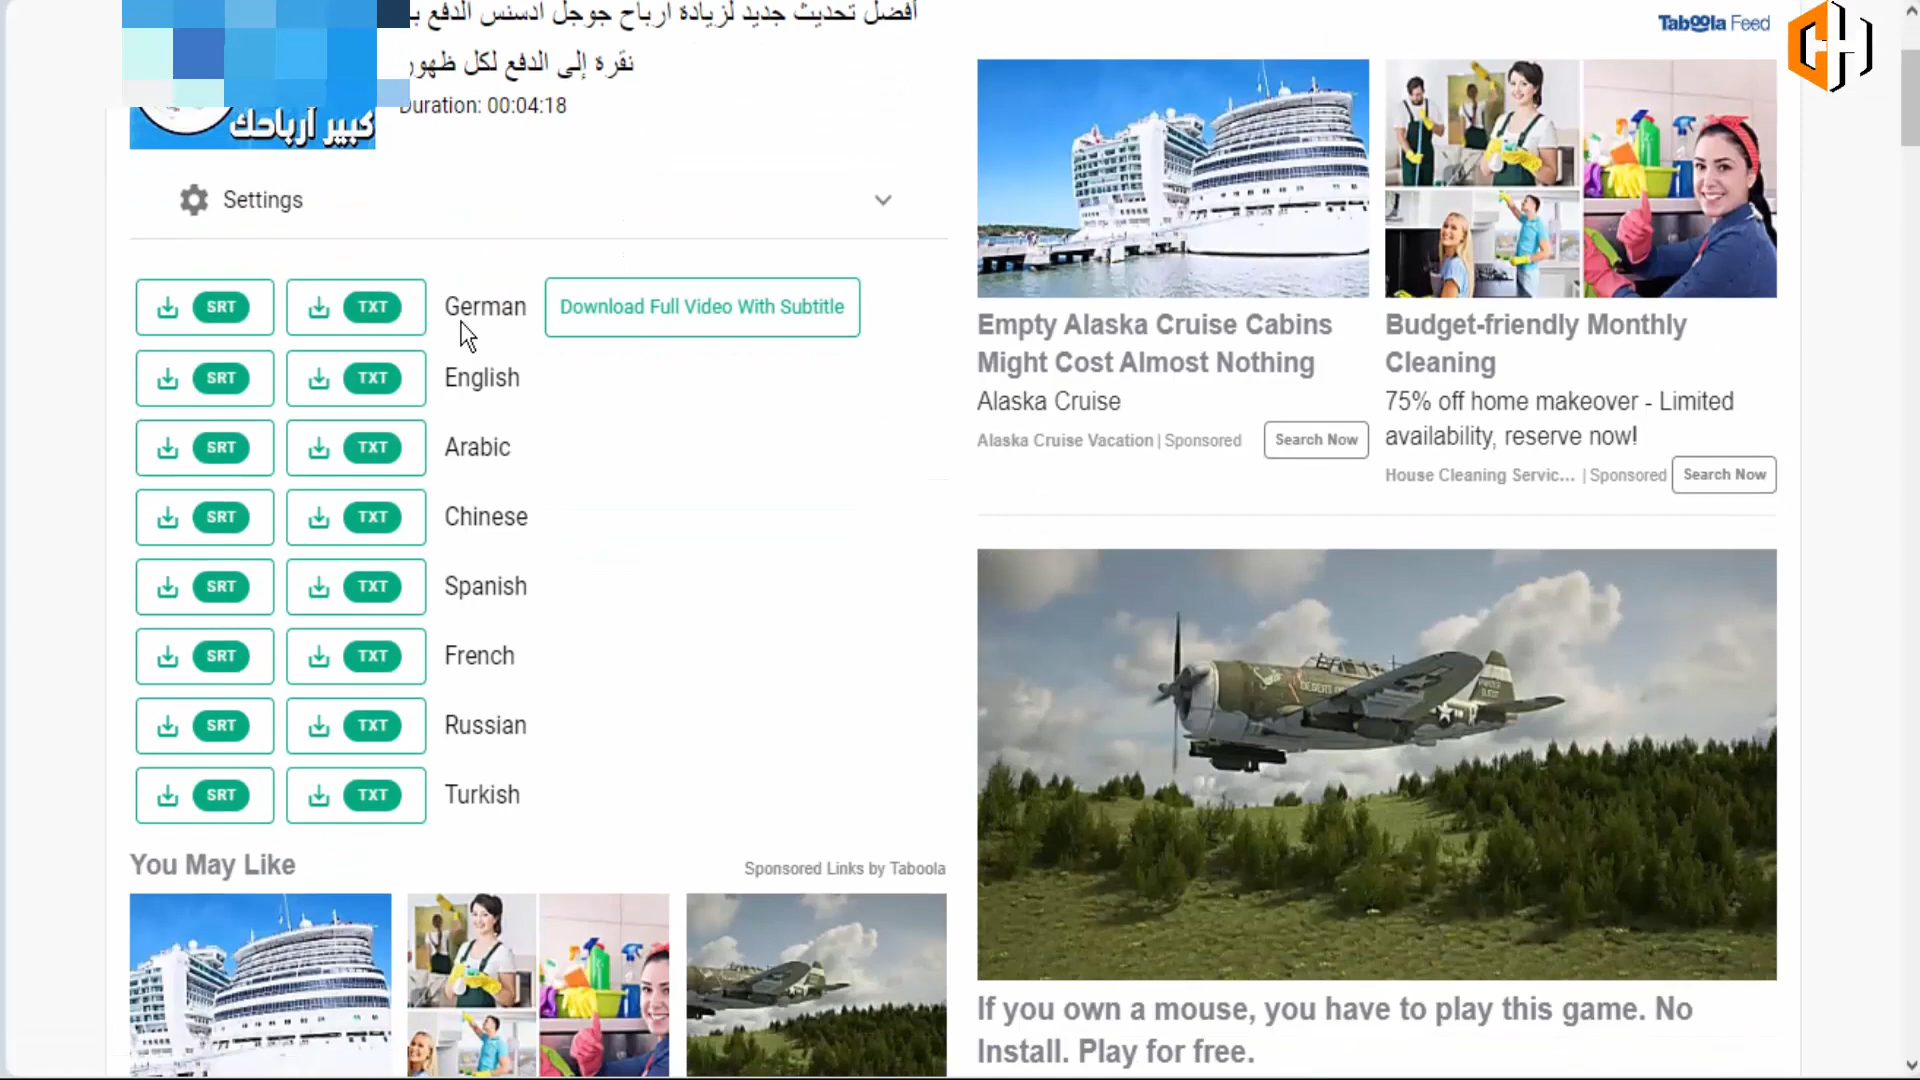 أفضل تحديث جديد لزيادة ارباح جوجل ادسنس الدفع
نقرة إلى الدفع لكل ظهور
كبير أرباحك
Duration: 00:04:18
Settings
SRT TXT German Download Full Video With Subtitle
SRT TXT English
SRT TXT Arabic
SRT TXT Chinese
SRT TXT Spanish
SRT TXT French
SRT TXT Russian
SRT TXT Turkish
You May Like
Sponsored Links by Taboola
Taboola Feed
CH
Empty Alaska Cruise Cabins
Might Cost Almost Nothing
Alaska Cruise
Alaska Cruise Vacation | Sponsored
Search Now
Budget-friendly Monthly
Cleaning
75% off home makeover - Limited
availability, reserve now!
House Cleaning Servic... | Sponsored
Search Now
If you own a mouse, you have to play this game. No
Install. Play for free.